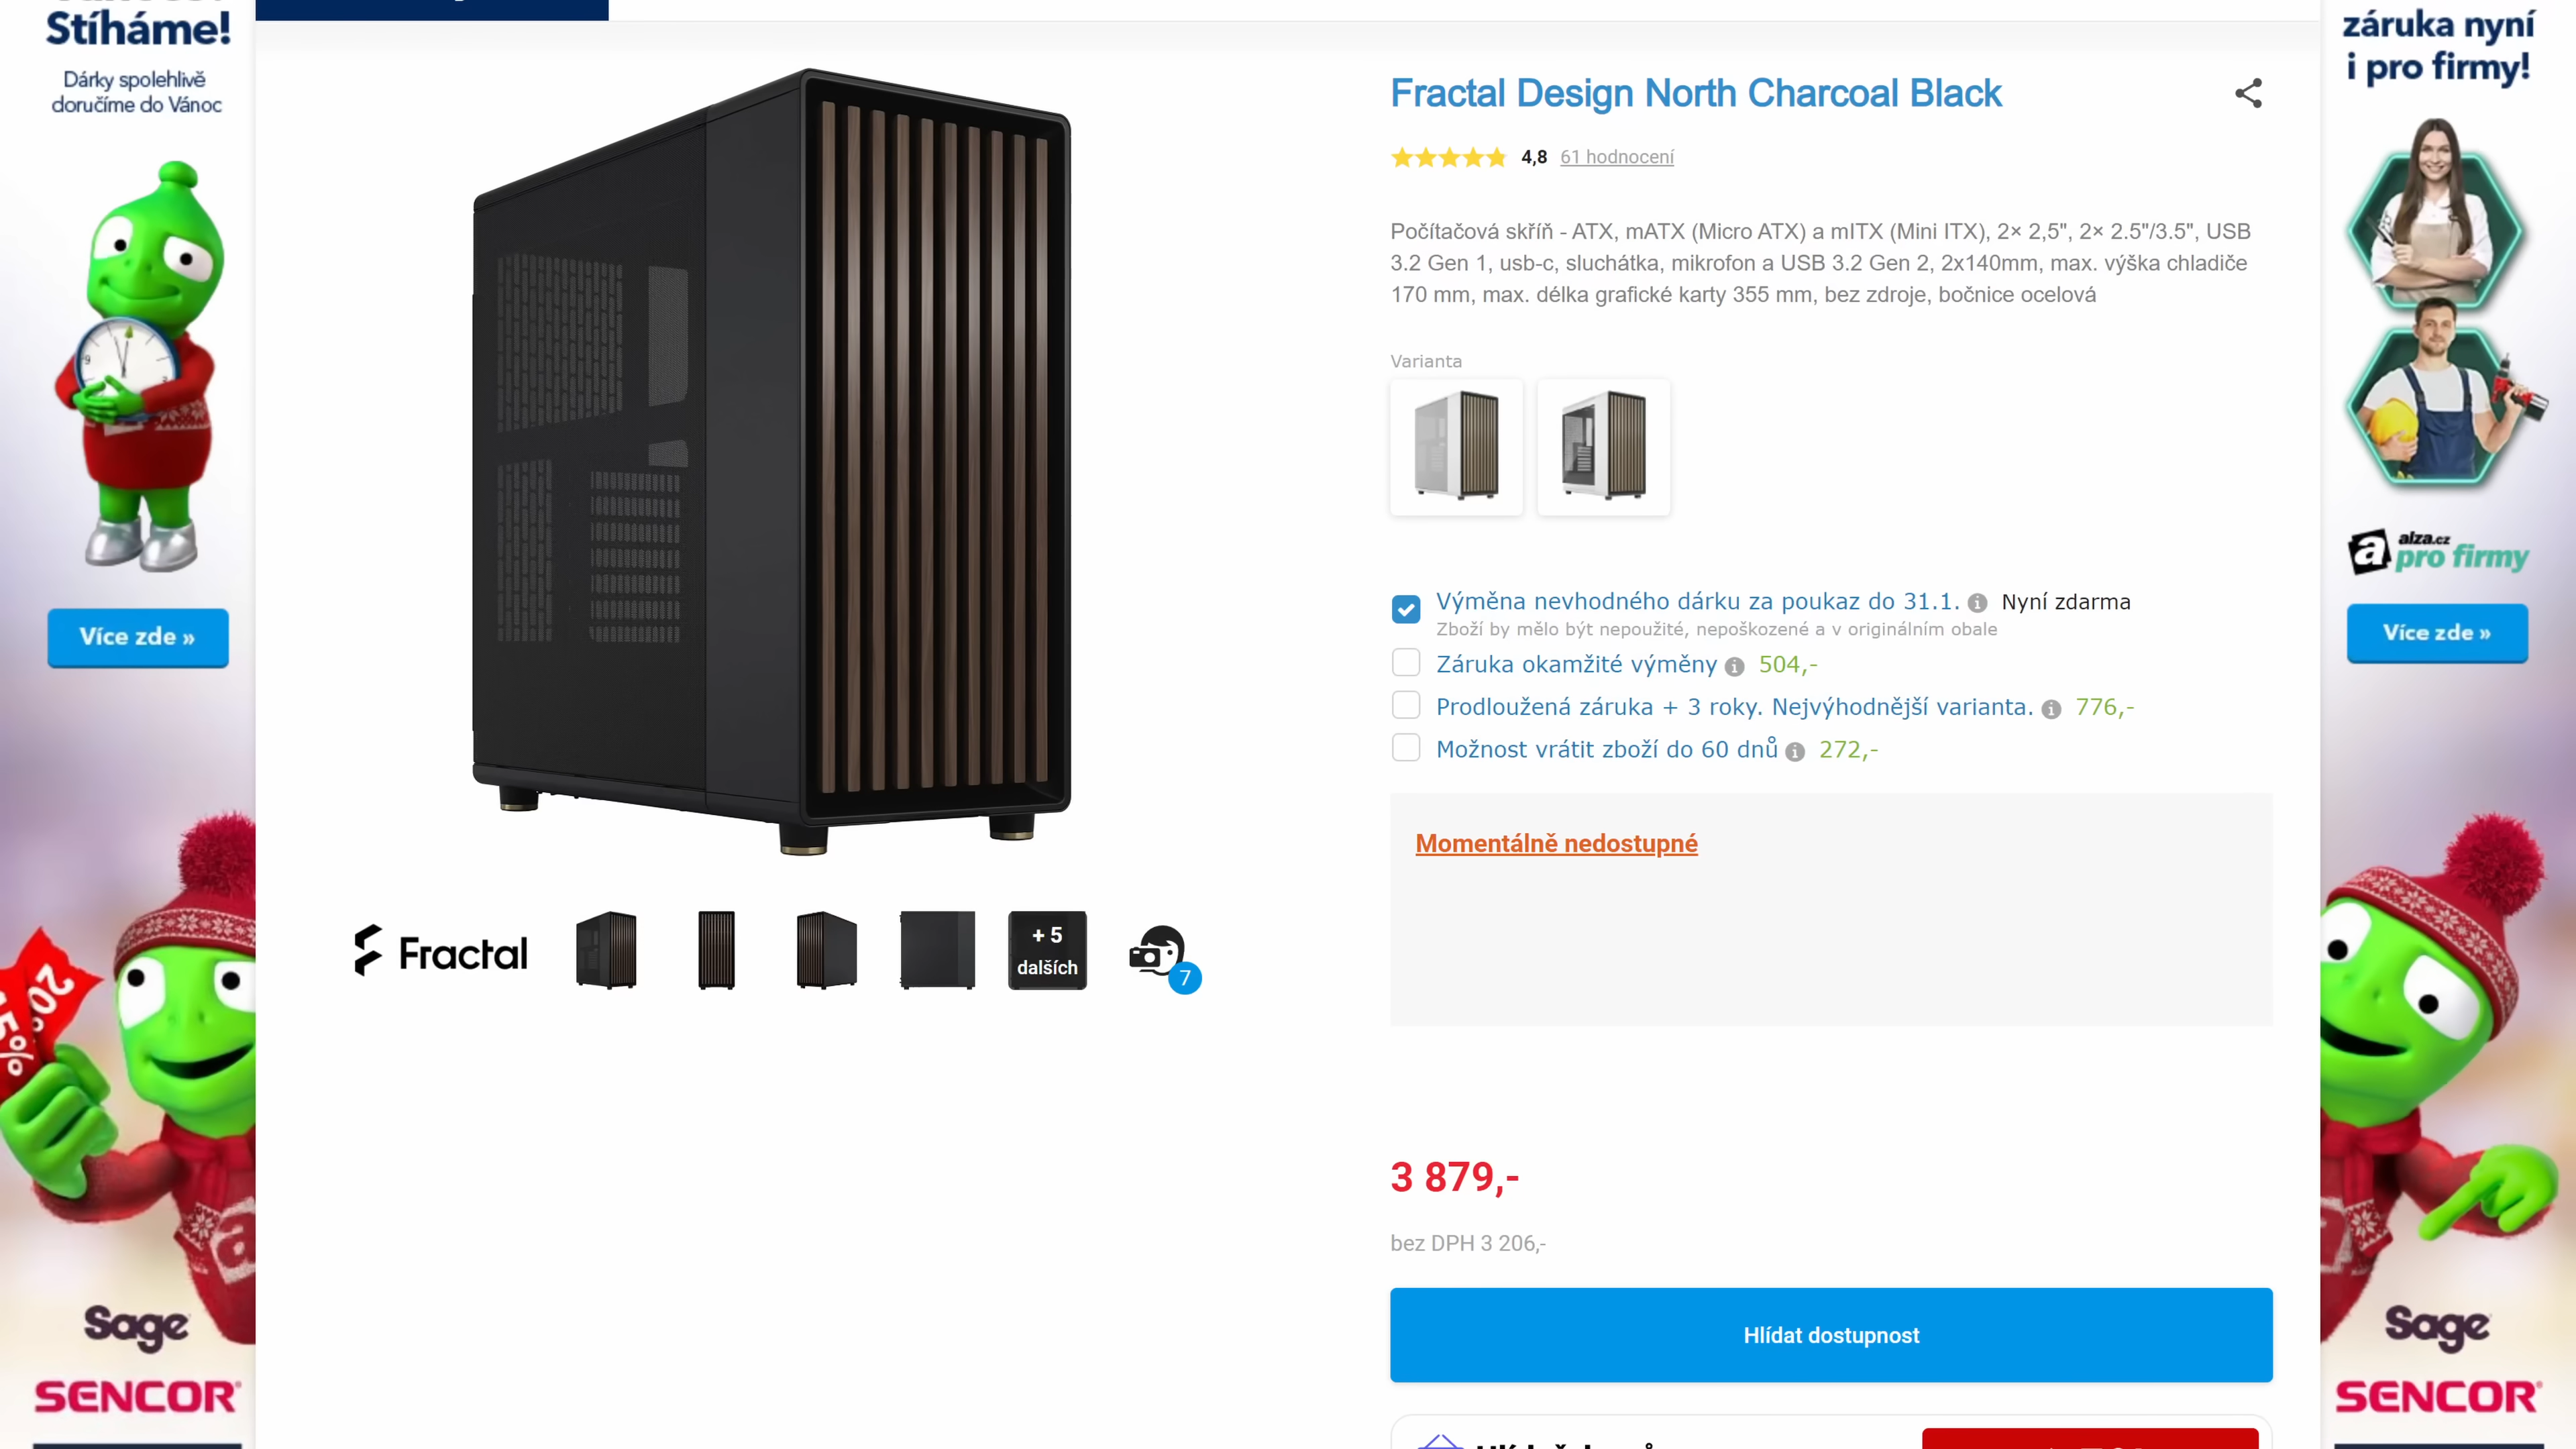 Stíháme!
Dárky spolehlivě
doručíme do Vánoc
Více zde »
20%
5%
Sage
SENCOR
Fractal
+ 5
dalších
7
Fractal Design North Charcoal Black
4,8 61 hodnocení
Počítačová skříň - ATX, mATX (Micro ATX) a mITX (Mini ITX), 2× 2,5", 2× 2.5"/3.5", USB
3.2 Gen 1, usb-c, sluchátka, mikrofon a USB 3.2 Gen 2, 2x140mm, max. výška chladiče
170 mm, max. délka grafické karty 355 mm, bez zdroje, bočnice ocelová
Varianta
Výměna nevhodného dárku za poukaz do 31.1. Nyní zdarma
Zboží by mělo být nepoužité, nepoškozené a v originálním obale
Záruka okamžité výměny 504,-
Prodloužená záruka + 3 roky. Nejvýhodnější varianta. 776,-
Možnost vrátit zboží do 60 dnů 272,-
Momentálně nedostupné
3 879,-
bez DPH 3 206,-
Hlídat dostupnost
záruka nyní
i pro firmy!
alza.cz
pro firmy
Více zde »
Sage
SENCOR